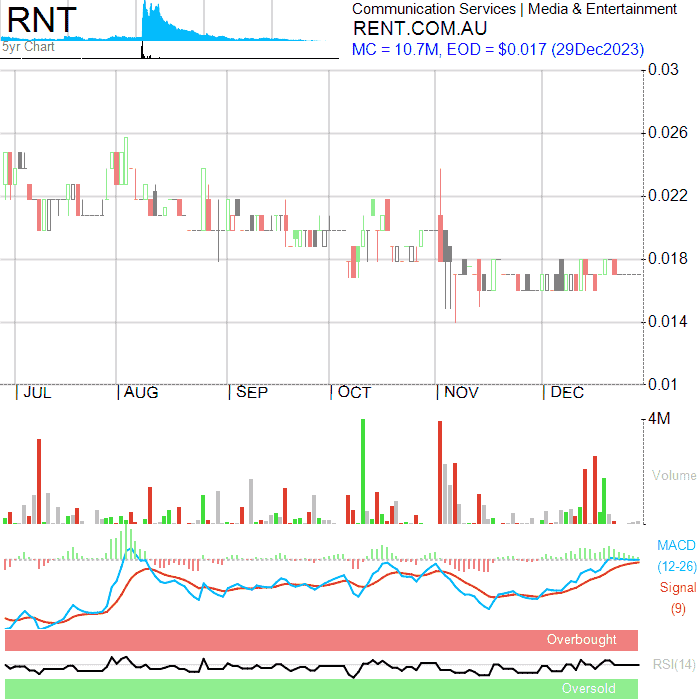 RNT
5yr Chart
Communication Services | Media & Entertainment
RENT.COM.AU
MC = 10.7M, EOD = $0.017 (29Dec2023)
0.03
0.026
0.022
0.018
0.014
0.01
JUL
AUG
SEP
OCT
NOV
DEC
4M
Volume
MACD
(12-26)
Signal
(9)
Overbought
RSI(14)
Oversold